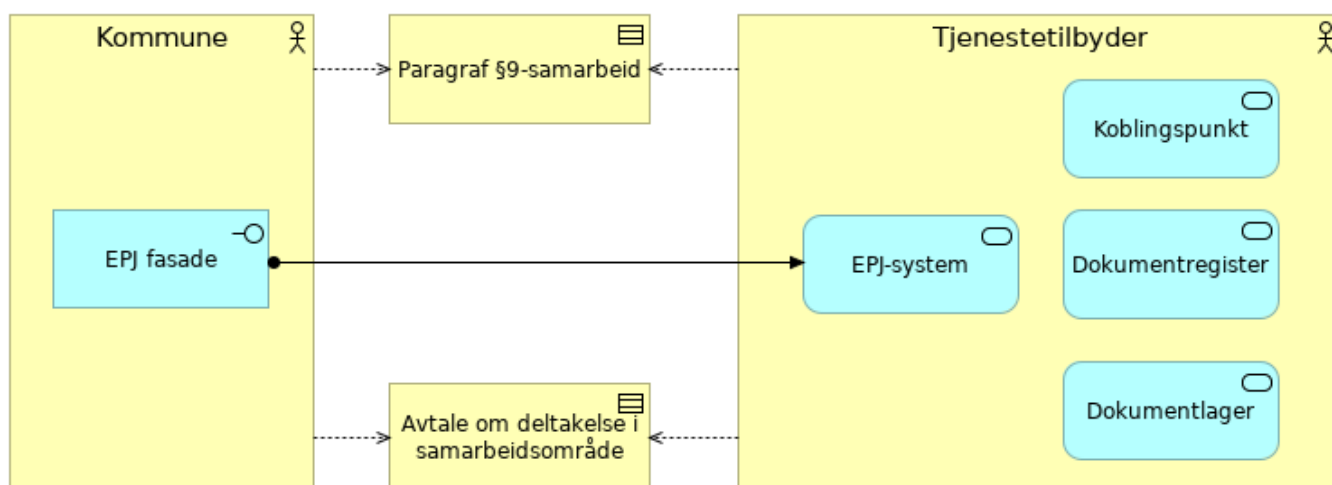 Kommune
Paragraf §9-samarbeid
Tjenestetilbyder
Koblingspunkt
EPJ fasade
EPJ-system
Dokumentregister
Avtale om deltakelse i
samarbeidsområde
Dokumentlager